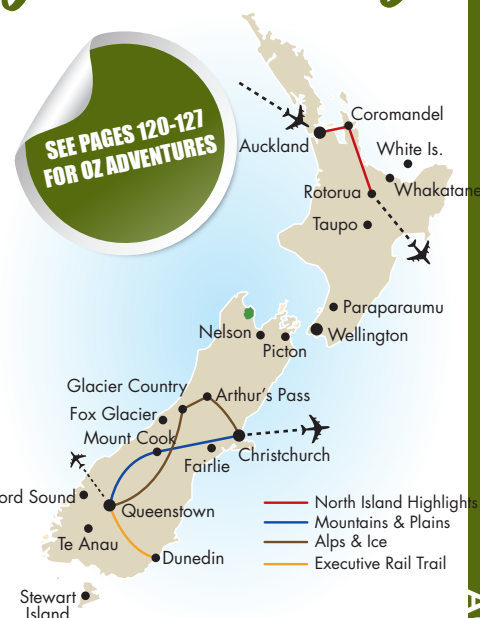 SEE PAGES 120-127
FOR OZ ADVENTURES
Coromandel
Auckland
White Is.
Rotorua
Whakatane
Taupo
Paraparaumu
Nelson
Wellington
Picton
Glacier Country
Arthur's Pass
Fox Glacier
Mount Cook
Christchurch
Fairlie
ord Sound
Queenstown
Te Anau
Dunedin
Stewart
Island
North Island Highlights
Mountains & Plains
Alps & Ice
Executive Rail Trail